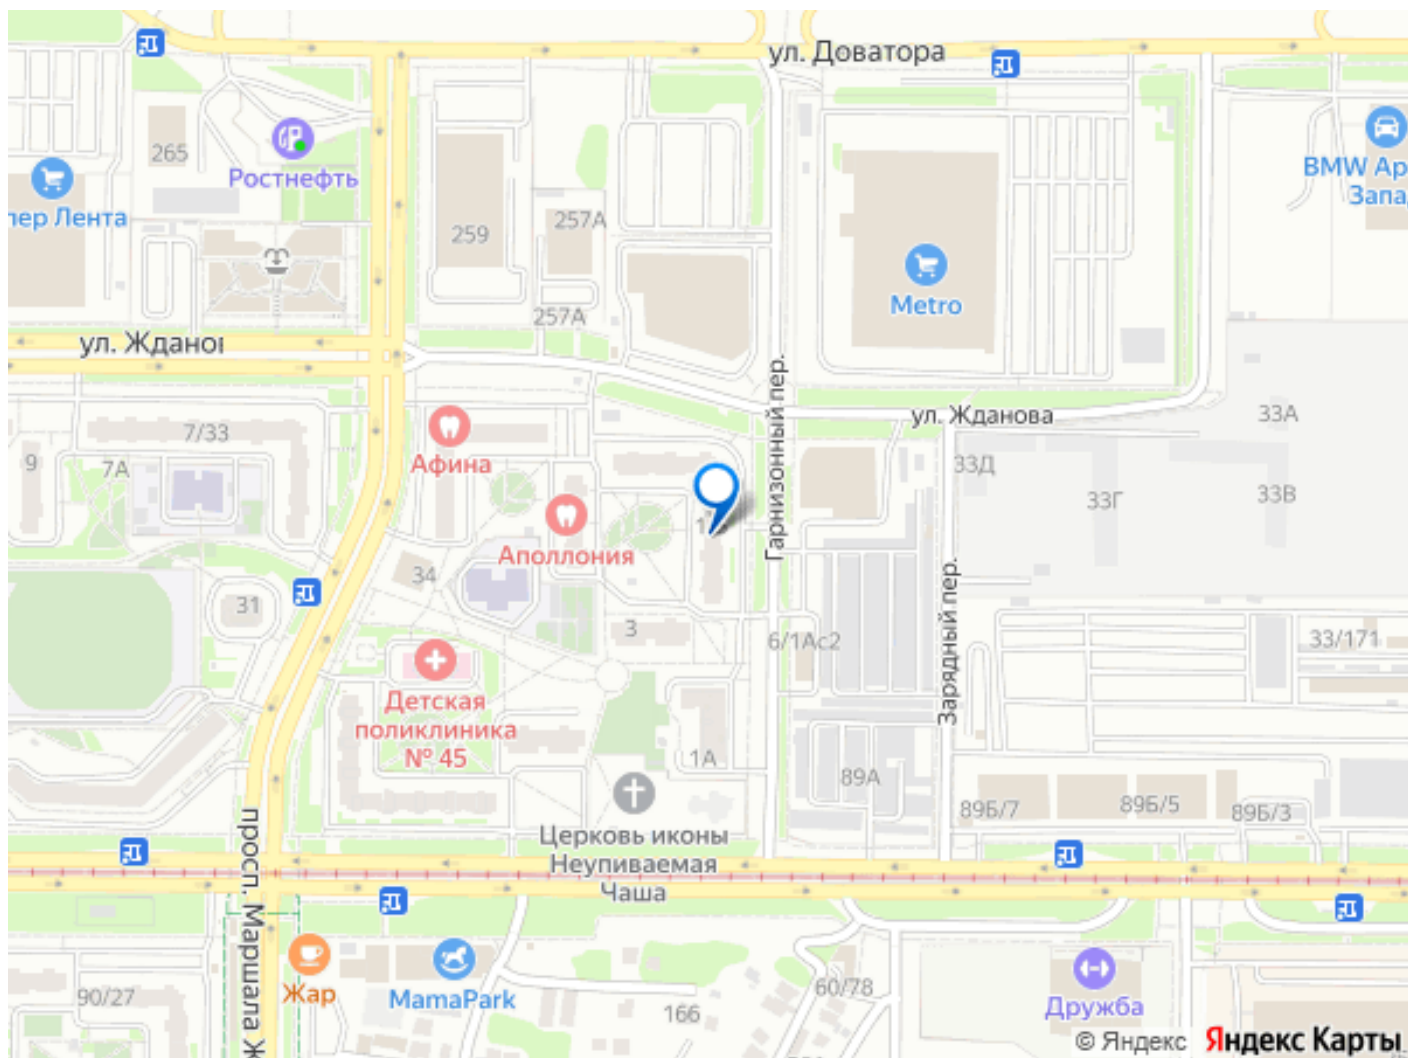 ул. Доватора
265
Ростнефть
пер Лента
259
257А
257А
Metro
BMW Ар
Запад
ул. Жданов
Гарнизонный пер.
ул. Жданова
33А
7/33
Афина
9
7А
33Д
33Г
33В
Аполлония
34
31
3
6/1Ас2
Зарядный пер.
33/171
Детская
поликлиника
№ 45
1А
89А
89Б/7
89Б/5
89Б/3
Церковь иконы
Неупиваемая
Чаша
просп. Маршала Ж
Жар
MamaPark
90/27
166
60/78
Дружба
© Яндекс Яндекс Карты